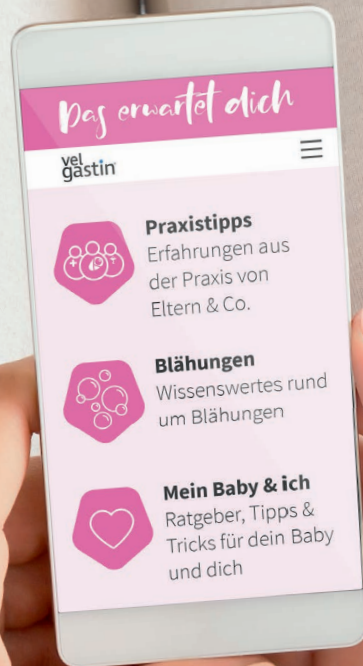 Das erwartet dich
vel
gastin
Praxistipps
Erfahrungen aus
der Praxis von
Eltern & Co.
Blähungen
Wissenswertes rund
um Blähungen
Mein Baby & ich
Ratgeber, Tipps &
Tricks für dein Baby
und dich